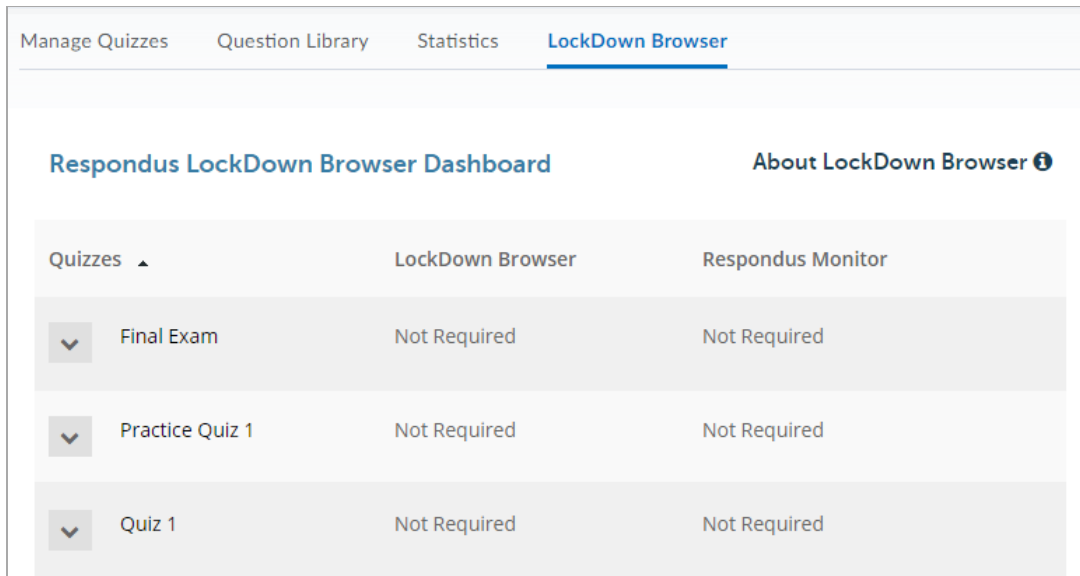 Manage Quizzes Question Library Statistics LockDown Browser
Respondus LockDown Browser Dashboard About LockDown Browser
Quizzes LockDown Browser Respondus Monitor
Final Exam Not Required Not Required
Practice Quiz 1 Not Required Not Required
Quiz 1 Not Required Not Required